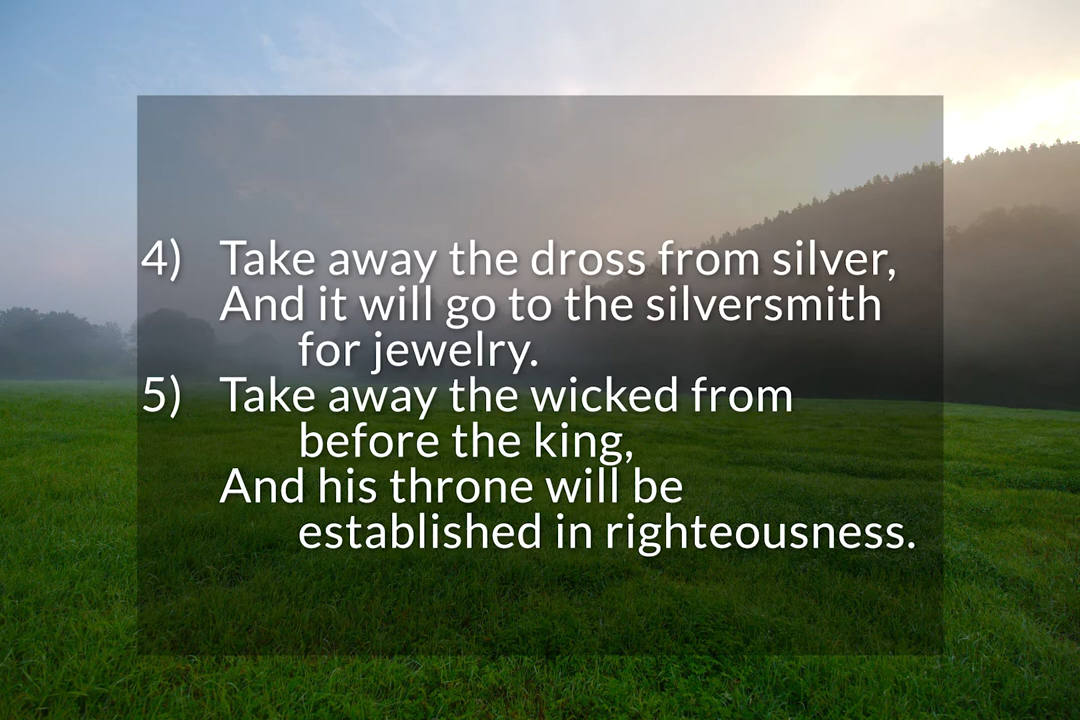 4) Take away the dross from silver,
And it will go to the silversmith
for jewelry.
5) Take away the wicked from
before the king,
And his throne will be
established in righteousness.